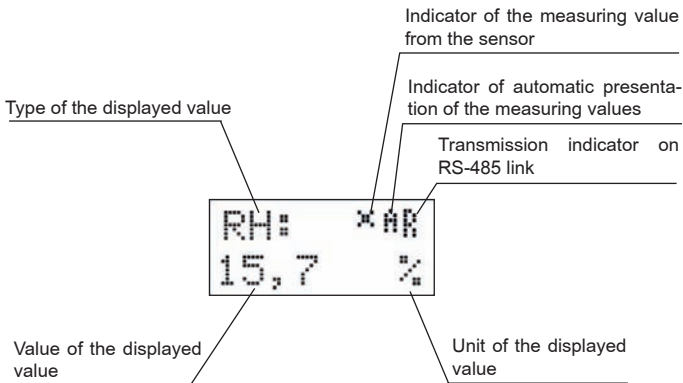 Indicator of the measuring value
from the sensor
Indicator of automatic presenta-
tion of the measuring values
Type of the displayed value
Transmission indicator on
RS-485 link
RH: ×AR
15,7 %
Value of the displayed
value
Unit of the displayed
value